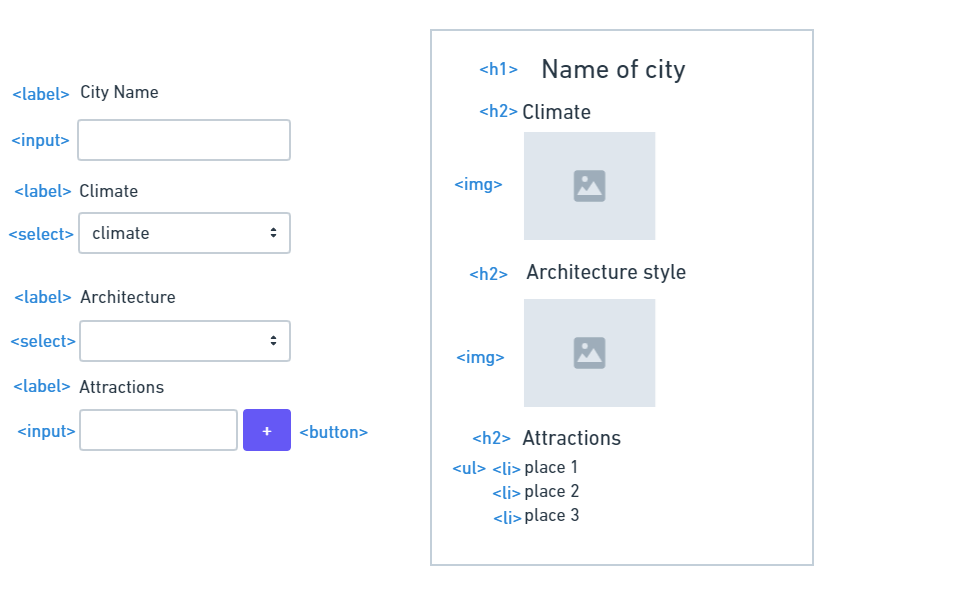 <label> City Name
<input>
<label> Climate
<select> climate
<label> Architecture
<select>
<label> Attractions
<input> + <button>
<h1> Name of city
<h2> Climate
<img>
<h2> Architecture style
<img>
<h2> Attractions
<ul> <li> place 1
<li> place 2
<li> place 3